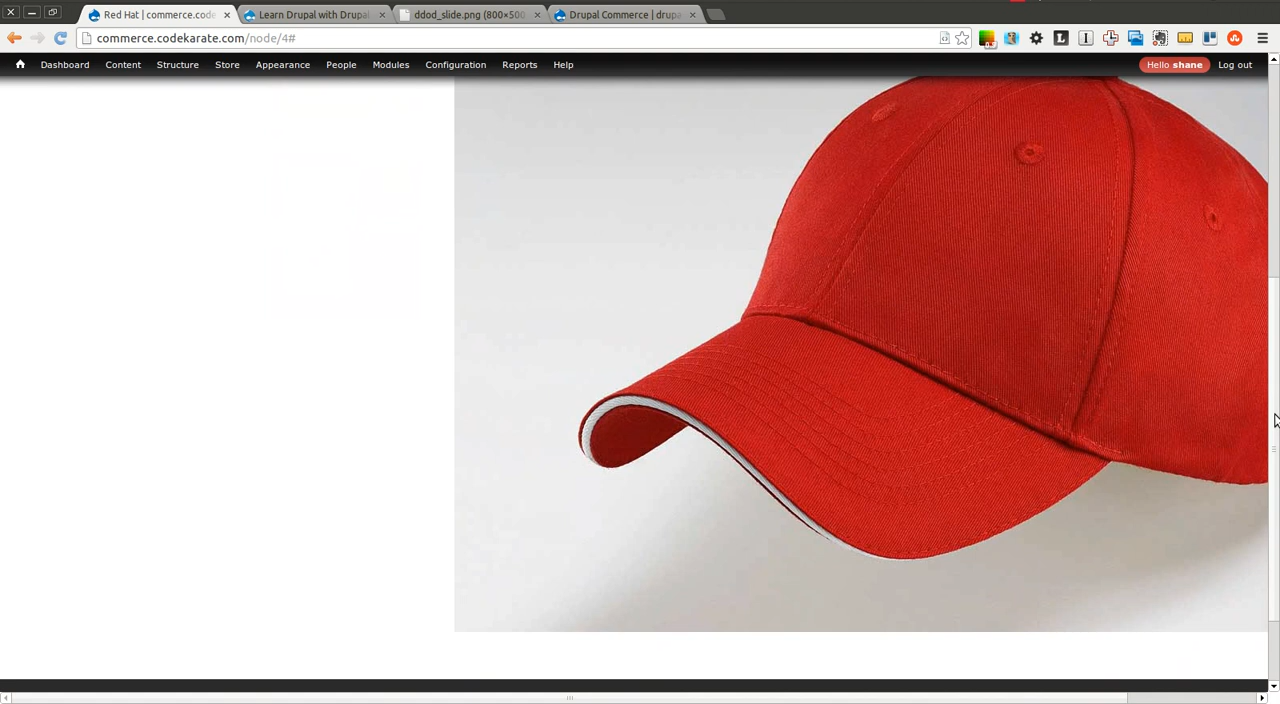 Red Hat | commerce.code
Learn Drupal with Drupal
ddod_slide.png (800×500
Drupal Commerce | drupa
commerce.codekarate.com/node/4#
Dashboard Content Structure Store Appearance People Modules Configuration Reports Help Hello shane Log out